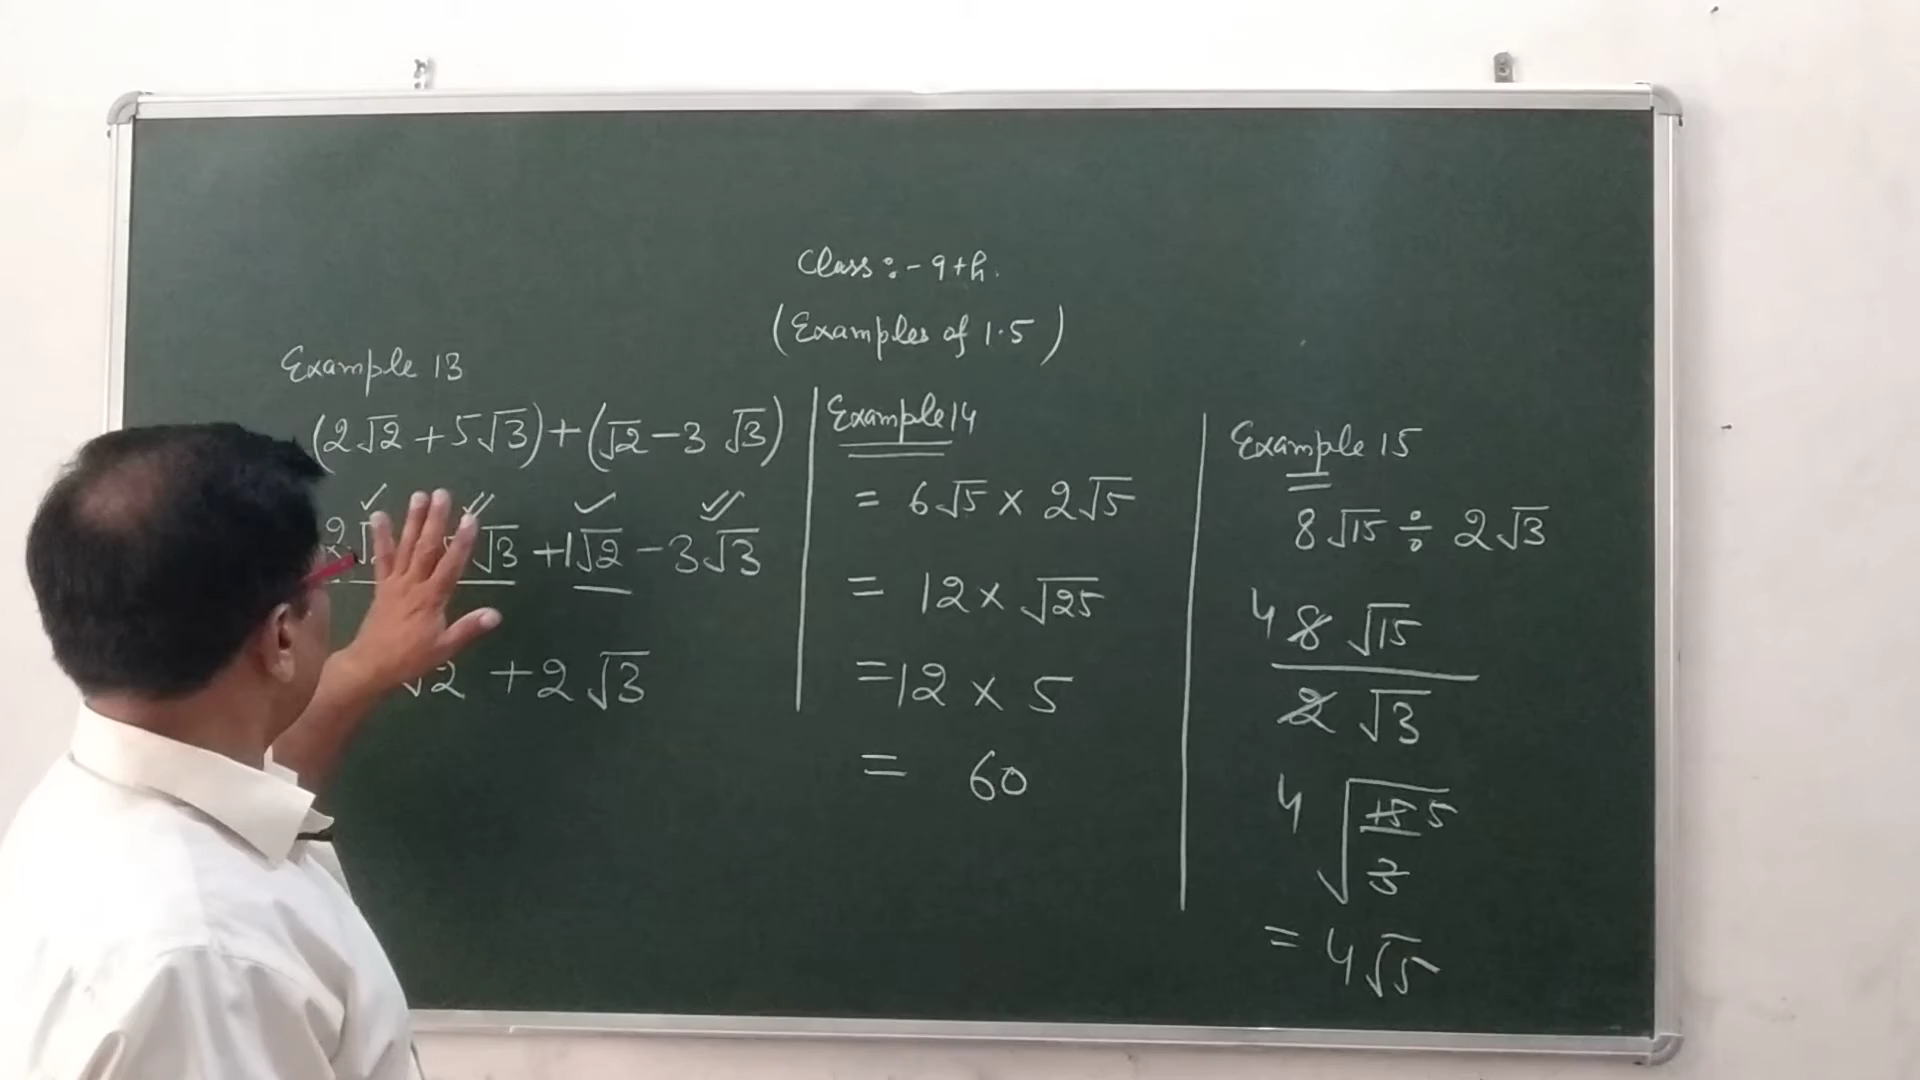 Class:- 9th.
(Examples of 1.5)
Example 13
(2√2 + 5√3) + (√2 - 3 √3)
√3 + 1√2 - 3√3
√2 + 2√3
Example 14
= 6√5 × 2√5
= 12 × √25
= 12 × 5
= 60
Example 15
8√15 ÷ 2√3
4 8 √15
2 √3
4 √15 5
3
= 4√5